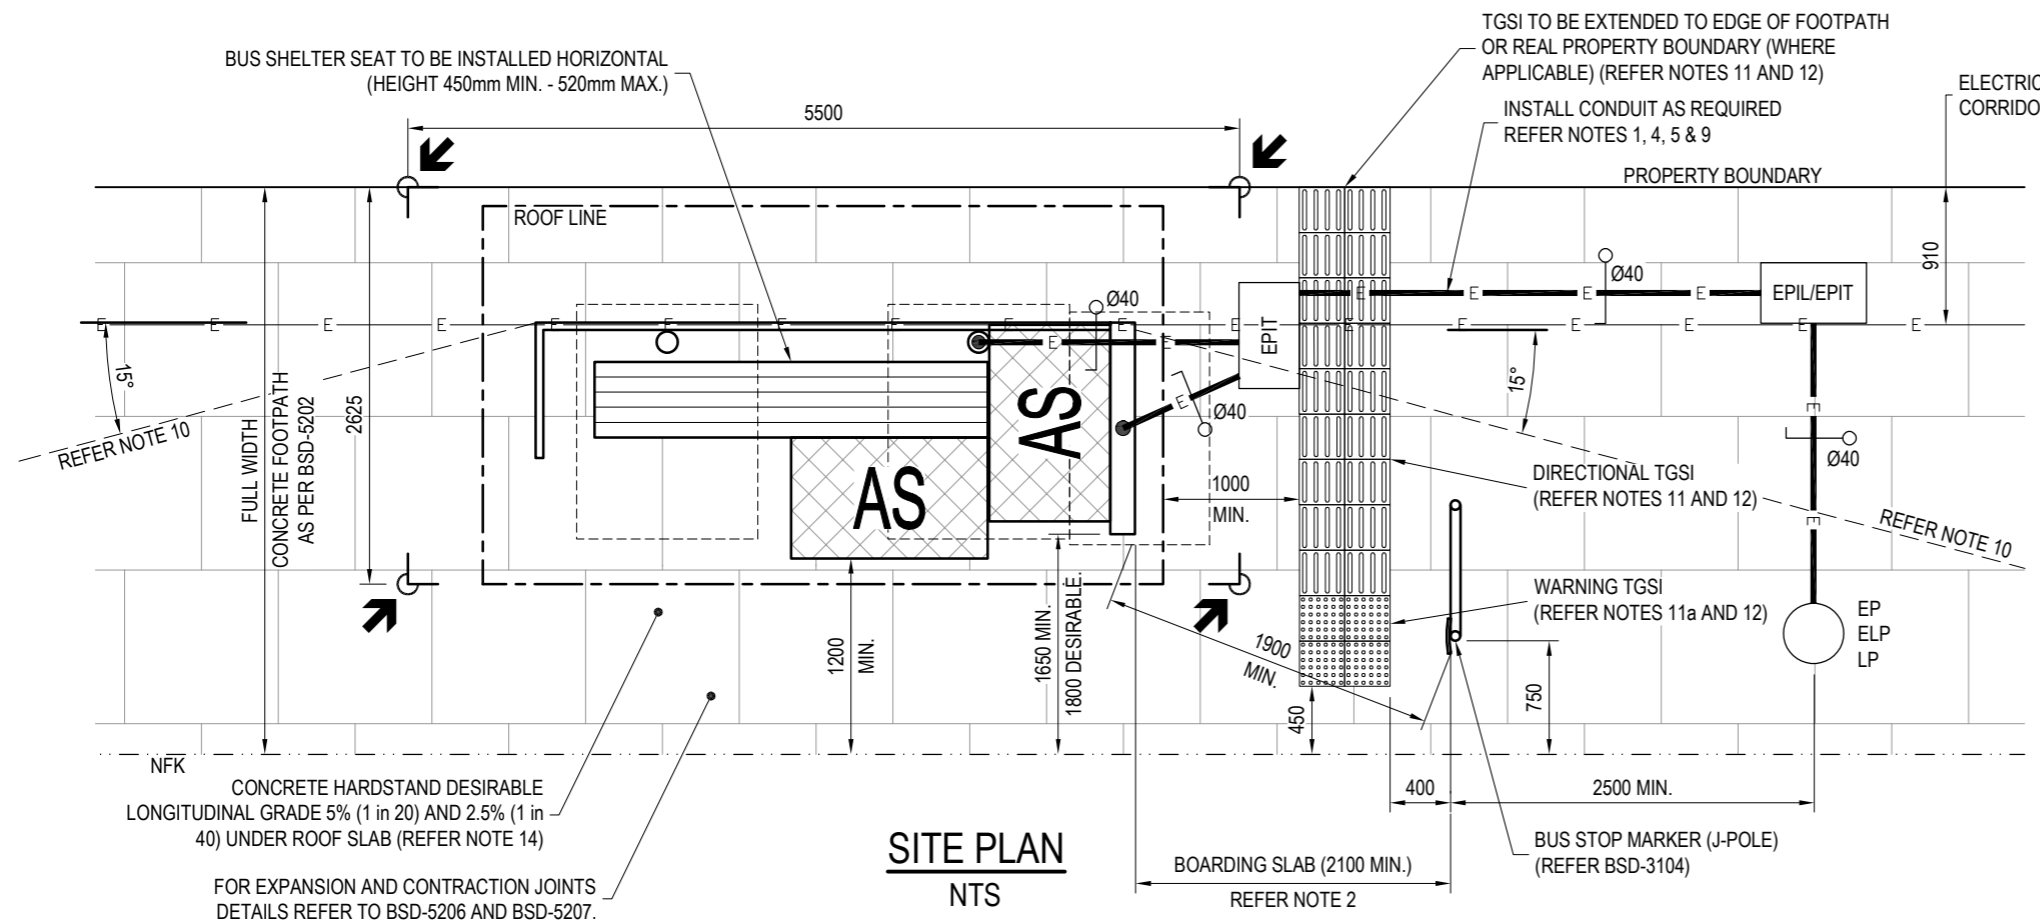 TGSI TO BE EXTENDED TO EDGE OF FOOTPATH
OR REAL PROPERTY BOUNDARY (WHERE
APPLICABLE) (REFER NOTES 11 AND 12)
BUS SHELTER SEAT TO BE INSTALLED HORIZONTAL
(HEIGHT 450mm MIN. - 520mm MAX.)
5500
INSTALL CONDUIT AS REQUIRED
REFER NOTES 1, 4, 5 & 9
ELECTRIC
CORRIDO
PROPERTY BOUNDARY
ROOF LINE
910
Ø40
EPIL/EPIT
E E E E
Ø40
E E E E E E E E E E E E E E E
EPIT
E E
15°
15°
FULL WIDTH
CONCRETE FOOTPATH
AS PER BSD-5202
2625
AS
AS
E
Ø40
E
Ø40
E
REFER NOTE 10
1000
MIN.
DIRECTIONAL TGSI
(REFER NOTES 11 AND 12)
REFER NOTE 10
WARNING TGSI
(REFER NOTES 11a AND 12)
EP
ELP
LP
1200
MIN.
1650 MIN.
1800 DESIRABLE.
1900
MIN.
450
750
NFK
CONCRETE HARDSTAND DESIRABLE
LONGITUDINAL GRADE 5% (1 in 20) AND 2.5% (1 in
40) UNDER ROOF SLAB (REFER NOTE 14)
400
2500 MIN.
SITE PLAN
NTS
BOARDING SLAB (2100 MIN.)
REFER NOTE 2
BUS STOP MARKER (J-POLE)
(REFER BSD-3104)
FOR EXPANSION AND CONTRACTION JOINTS
DETAILS REFER TO BSD-5206 AND BSD-5207.